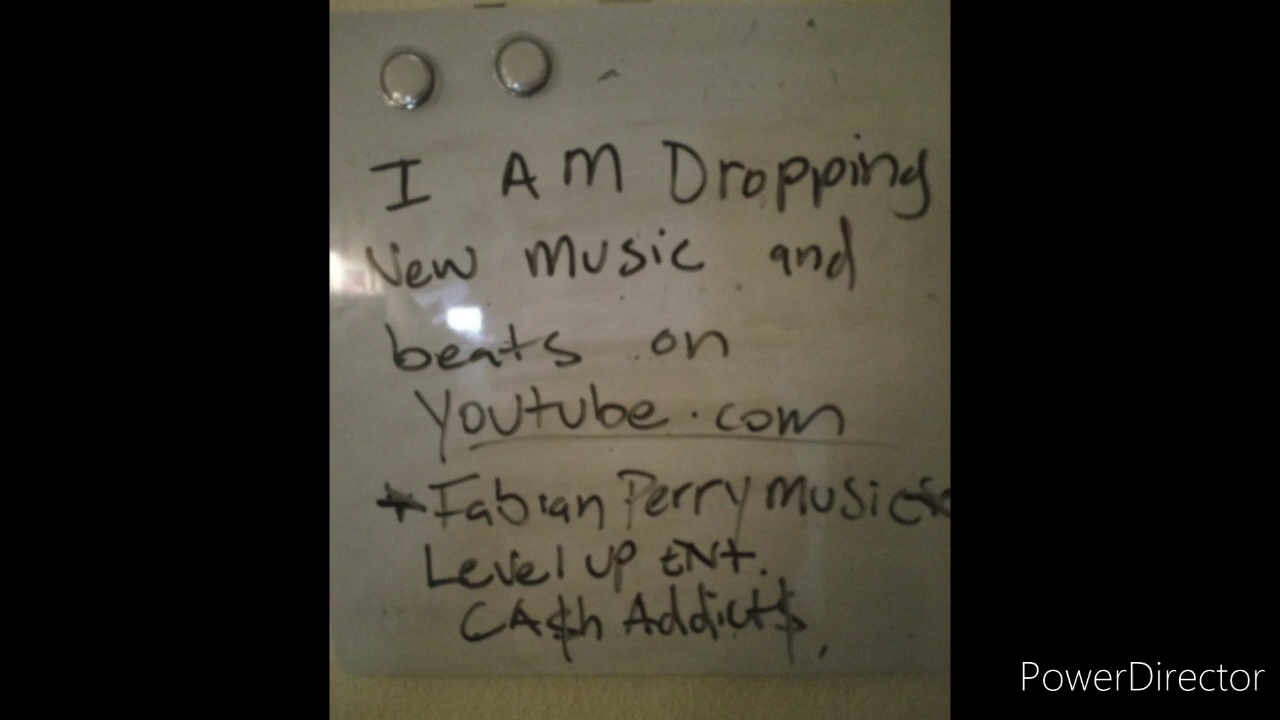 I AM Dropping
New music and
beats on
Youtube.com
★Fabian Perry music★
Level up ENt.
CA$h Addict$,
PowerDirector